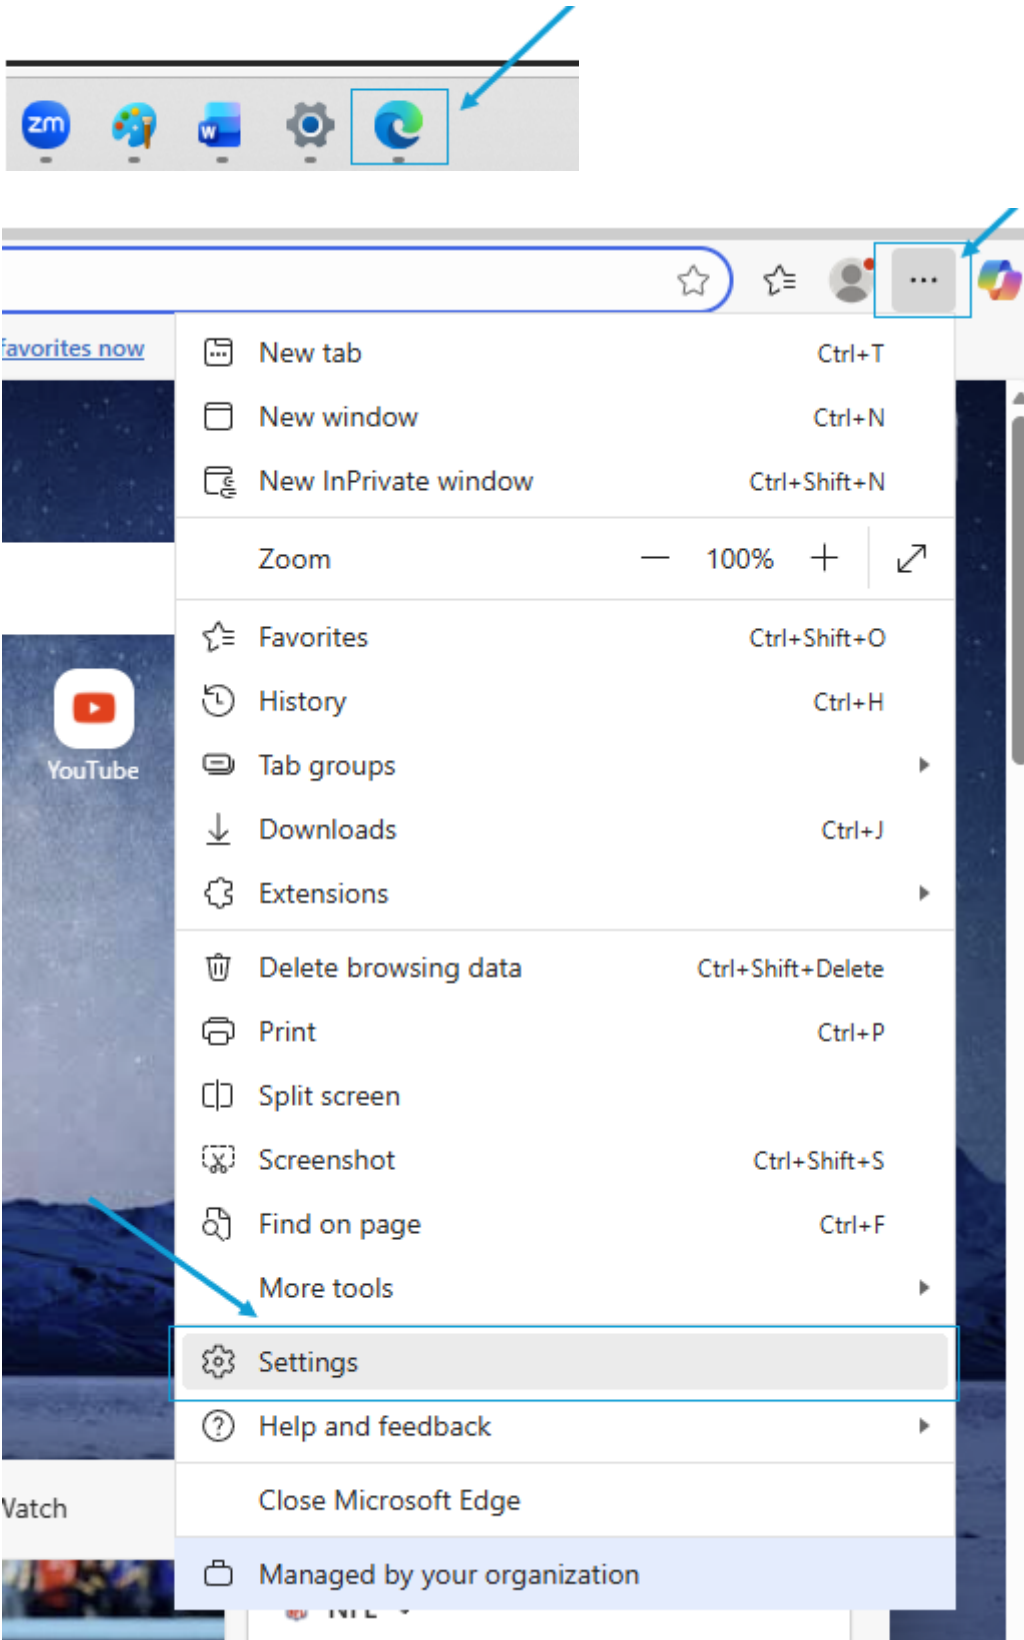 zm
W
favorites now
New tab Ctrl+T
New window Ctrl+N
New InPrivate window Ctrl+Shift+N
Zoom 100%
Favorites Ctrl+Shift+O
History Ctrl+H
YouTube
Tab groups
Downloads Ctrl+J
Extensions
Delete browsing data Ctrl+Shift+Delete
Print Ctrl+P
Split screen
Screenshot Ctrl+Shift+S
Find on page Ctrl+F
More tools
Settings
Help and feedback
Close Microsoft Edge
Watch
Managed by your organization
NFL